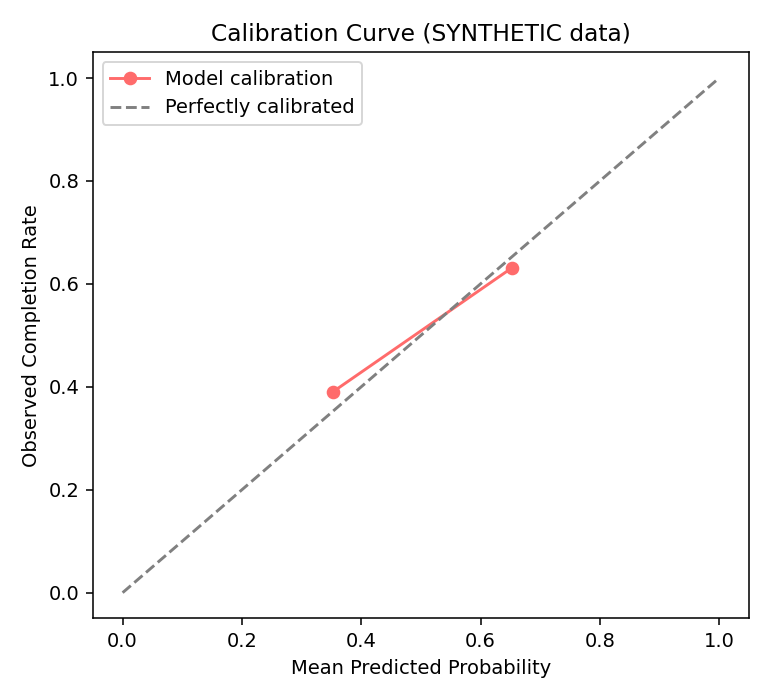 Calibration Curve (SYNTHETIC data)
Model calibration
Perfectly calibrated
1.0
0.8
0.6
0.4
0.2
0.0
Observed Completion Rate
0.0 0.2 0.4 0.6 0.8 1.0
Mean Predicted Probability